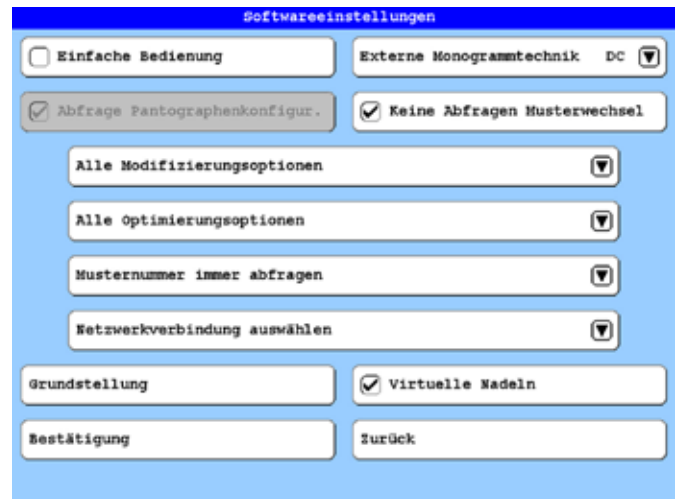 Softwareeinstellungen
Einfache Bedienung
Externe Monogrammtechnik DC
Abfrage Pantographenkonfigur.
Keine Abfragen Musterwechsel
Alle Modifizierungsoptionen
Alle Optimierungsoptionen
Musternummer immer abfragen
Netzwerkverbindung auswählen
Grundstellung
Virtuelle Nadeln
Bestätigung
Zurück